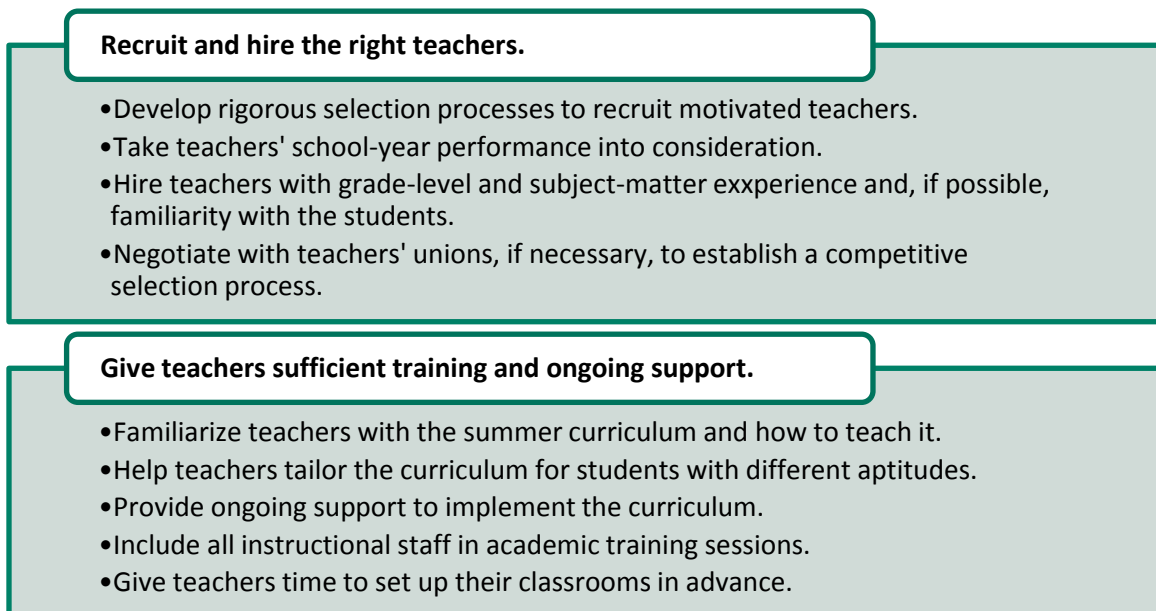 Recruit and hire the right teachers.
•Develop rigorous selection processes to recruit motivated teachers.
•Take teachers' school-year performance into consideration.
•Hire teachers with grade-level and subject-matter exxperience and, if possible,
familiarity with the students.
•Negotiate with teachers' unions, if necessary, to establish a competitive
selection process.
Give teachers sufficient training and ongoing support.
•Familiarize teachers with the summer curriculum and how to teach it.
•Help teachers tailor the curriculum for students with different aptitudes.
•Provide ongoing support to implement the curriculum.
•Include all instructional staff in academic training sessions.
•Give teachers time to set up their classrooms in advance.